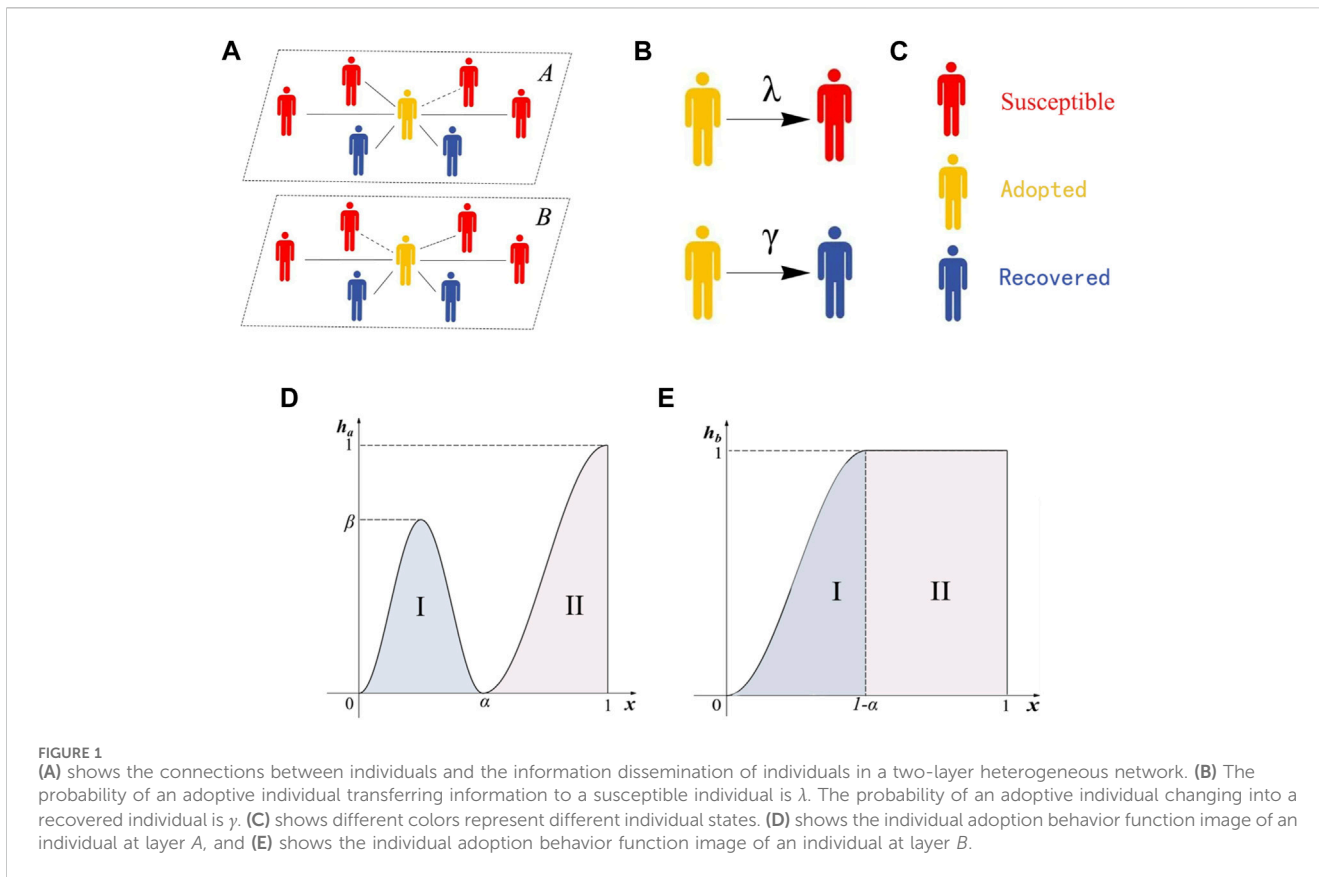 A
A
B
B
λ
γ
C
Susceptible
Adopted
Recovered
D
hₐ
1
β
I
II
0
α
1
x
E
h_b
1
I
II
0
1-α
1
x
FIGURE 1
(A) shows the connections between individuals and the information dissemination of individuals in a two-layer heterogeneous network. (B) The
probability of an adoptive individual transferring information to a susceptible individual is λ. The probability of an adoptive individual changing into a
recovered individual is γ. (C) shows different colors represent different individual states. (D) shows the individual adoption behavior function image of an
individual at layer A, and (E) shows the individual adoption behavior function image of an individual at layer B.